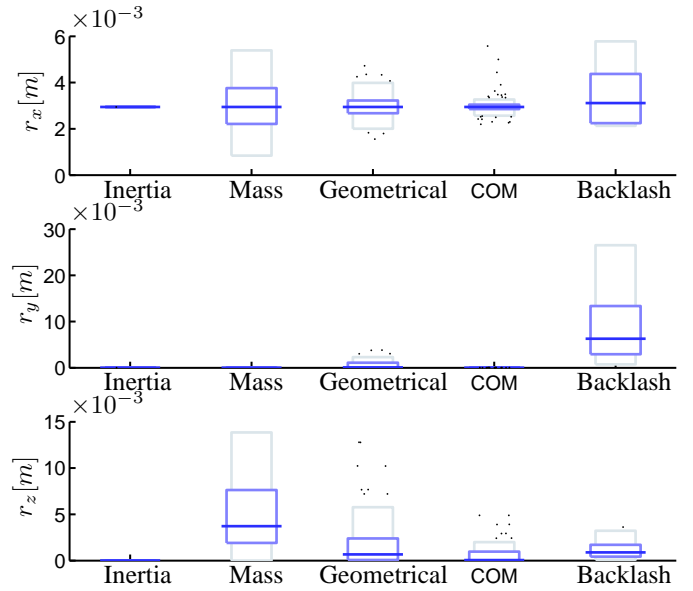 ×10⁻³
6
4
2
0
r_x[m]
Inertia Mass Geometrical COM Backlash
×10⁻³
30
20
10
0
r_y[m]
Inertia Mass Geometrical COM Backlash
×10⁻³
15
10
5
0
r_z[m]
Inertia Mass Geometrical COM Backlash